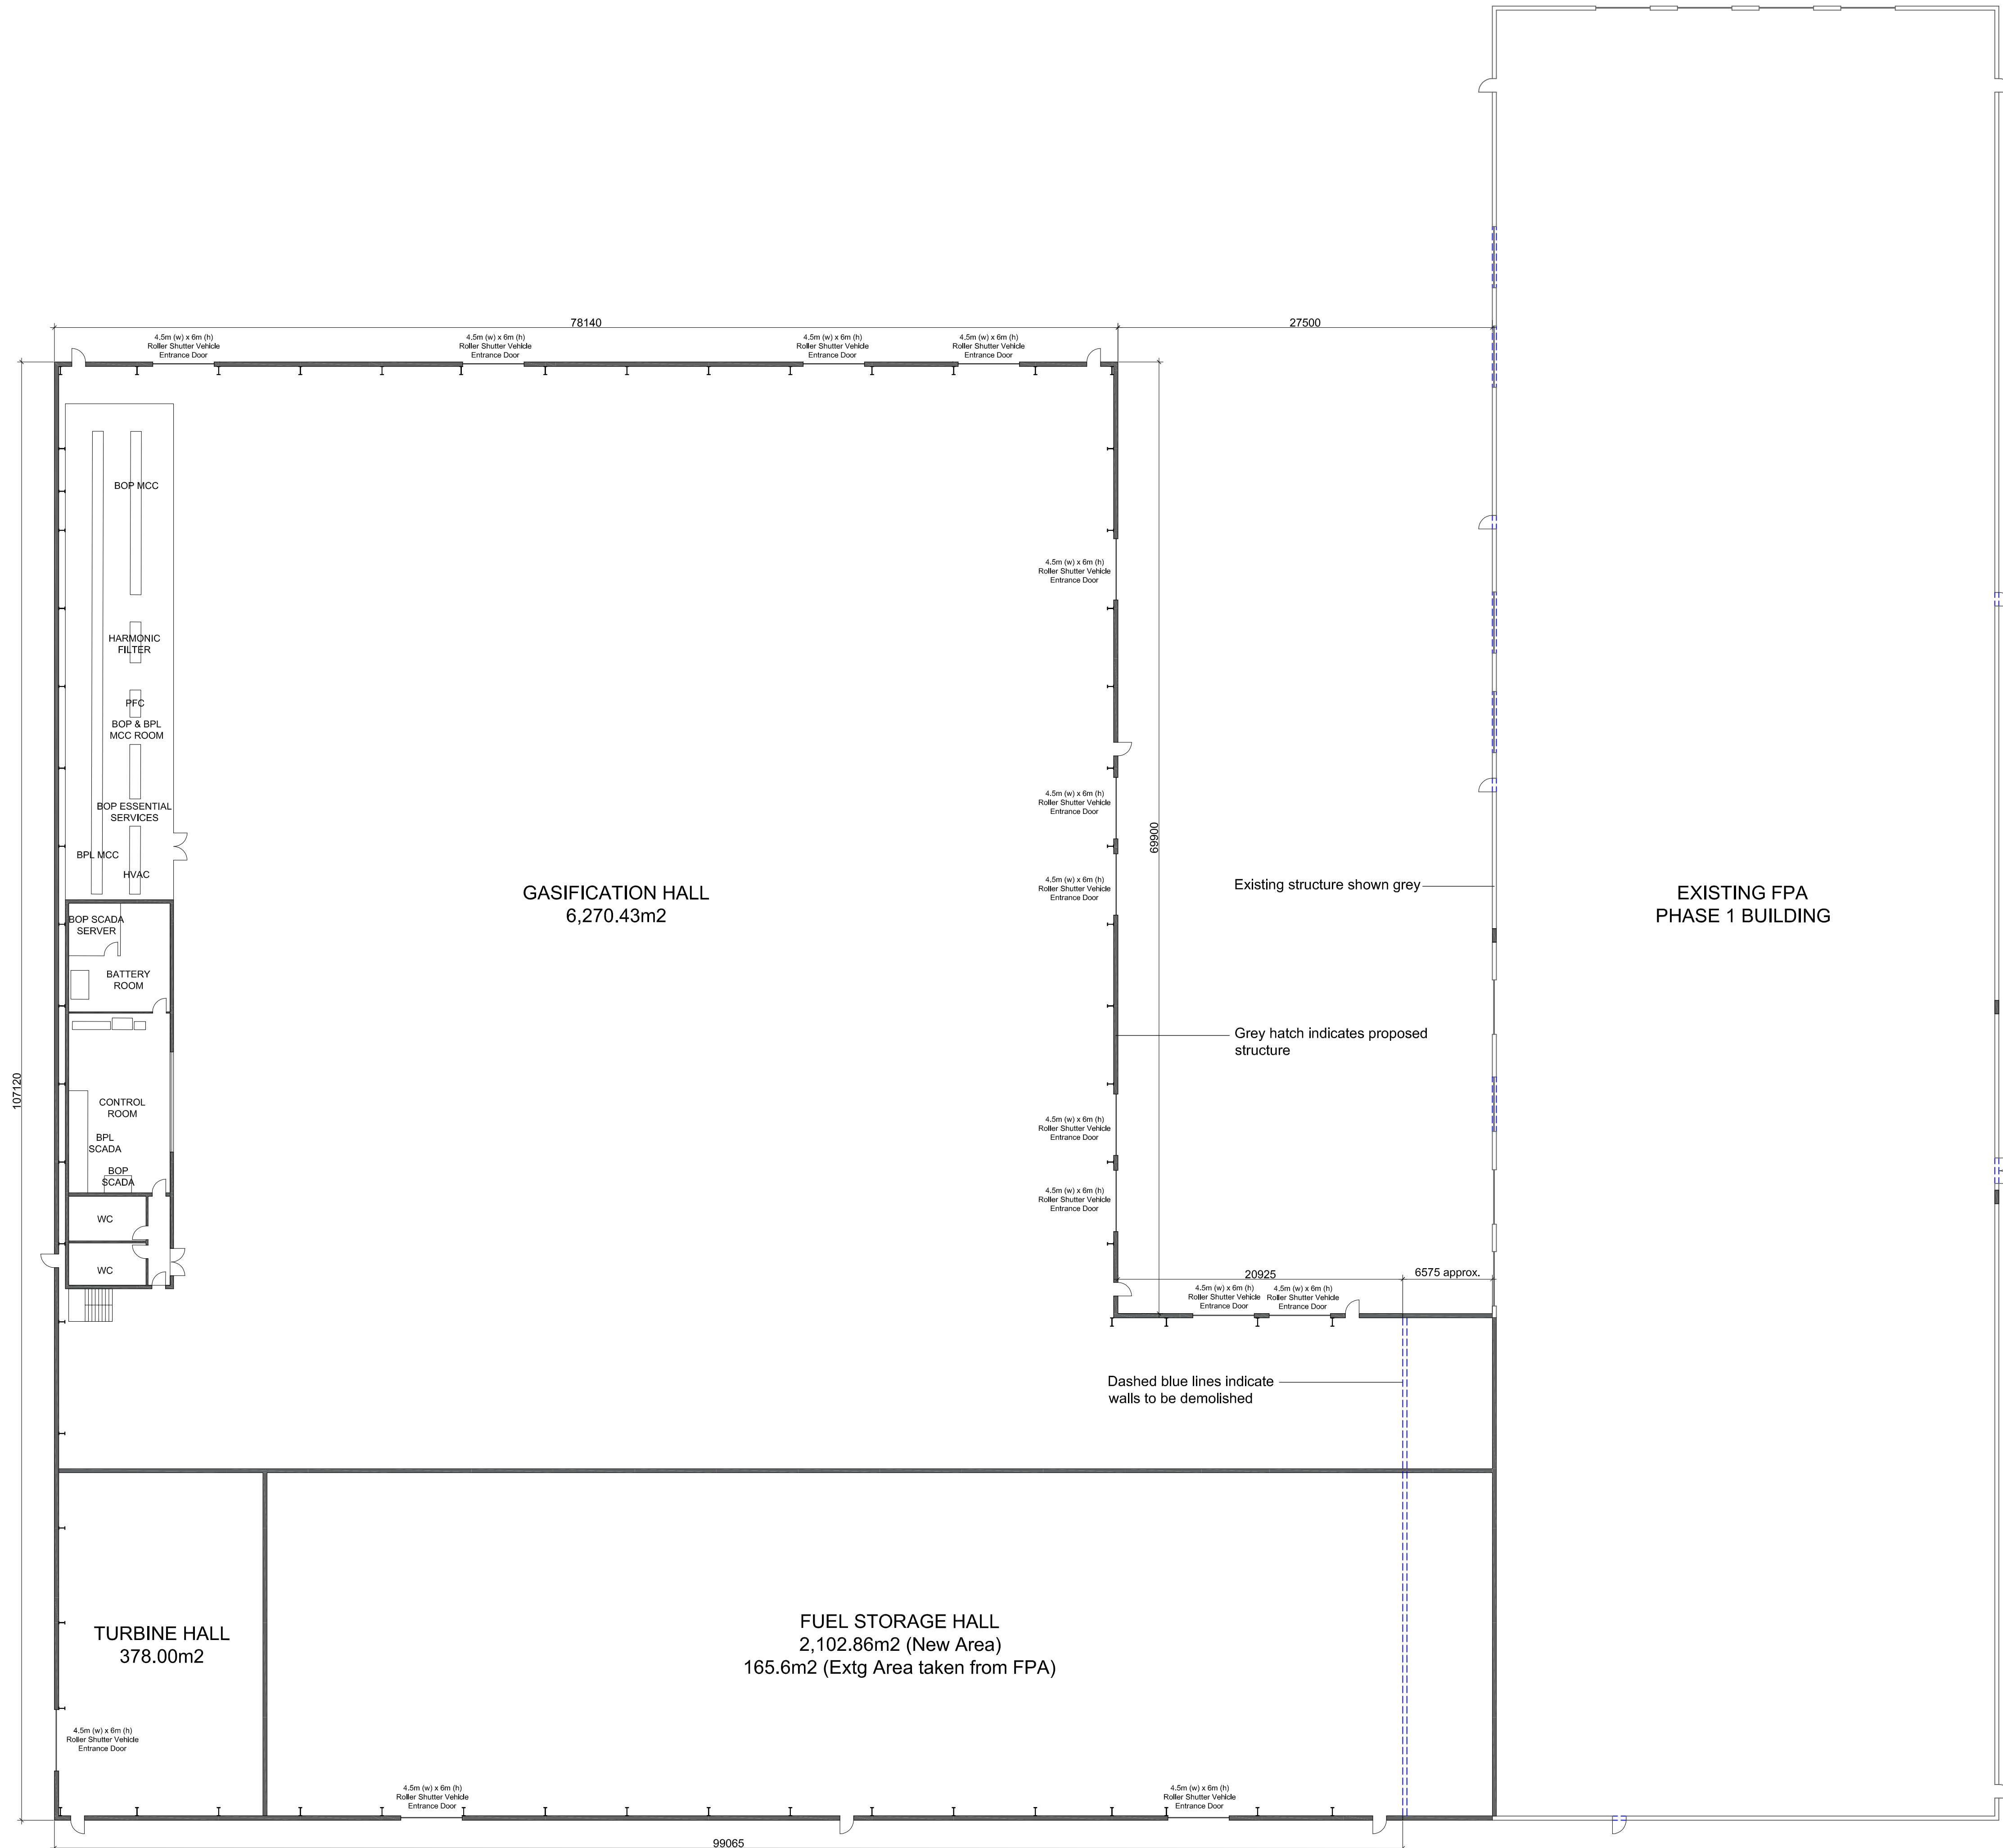 78140
27500
4.5m (w) x 6m (h)
Roller Shutter Vehicle
Entrance Door
4.5m (w) x 6m (h)
Roller Shutter Vehicle
Entrance Door
4.5m (w) x 6m (h)
Roller Shutter Vehicle
Entrance Door
4.5m (w) x 6m (h)
Roller Shutter Vehicle
Entrance Door
BOP MCC
4.5m (w) x 6m (h)
Roller Shutter Vehicle
Entrance Door
HARMONIC
FILTER
PFC
BOP & BPL
MCC ROOM
BOP ESSENTIAL
SERVICES
4.5m (w) x 6m (h)
Roller Shutter Vehicle
Entrance Door
69900
BPL MCC
HVAC
4.5m (w) x 6m (h)
Roller Shutter Vehicle
Entrance Door
GASIFICATION HALL
6,270.43m2
Existing structure shown grey
EXISTING FPA
PHASE 1 BUILDING
BOP SCADA
SERVER
BATTERY
ROOM
Grey hatch indicates proposed
structure
107120
CONTROL
ROOM
BPL
SCADA
BOP
SCADA
4.5m (w) x 6m (h)
Roller Shutter Vehicle
Entrance Door
4.5m (w) x 6m (h)
Roller Shutter Vehicle
Entrance Door
WC
WC
20925
6575 approx.
4.5m (w) x 6m (h)
Roller Shutter Vehicle
Entrance Door
4.5m (w) x 6m (h)
Roller Shutter Vehicle
Entrance Door
Dashed blue lines indicate
walls to be demolished
TURBINE HALL
378.00m2
FUEL STORAGE HALL
2,102.86m2 (New Area)
165.6m2 (Extg Area taken from FPA)
4.5m (w) x 6m (h)
Roller Shutter Vehicle
Entrance Door
4.5m (w) x 6m (h)
Roller Shutter Vehicle
Entrance Door
4.5m (w) x 6m (h)
Roller Shutter Vehicle
Entrance Door
99065